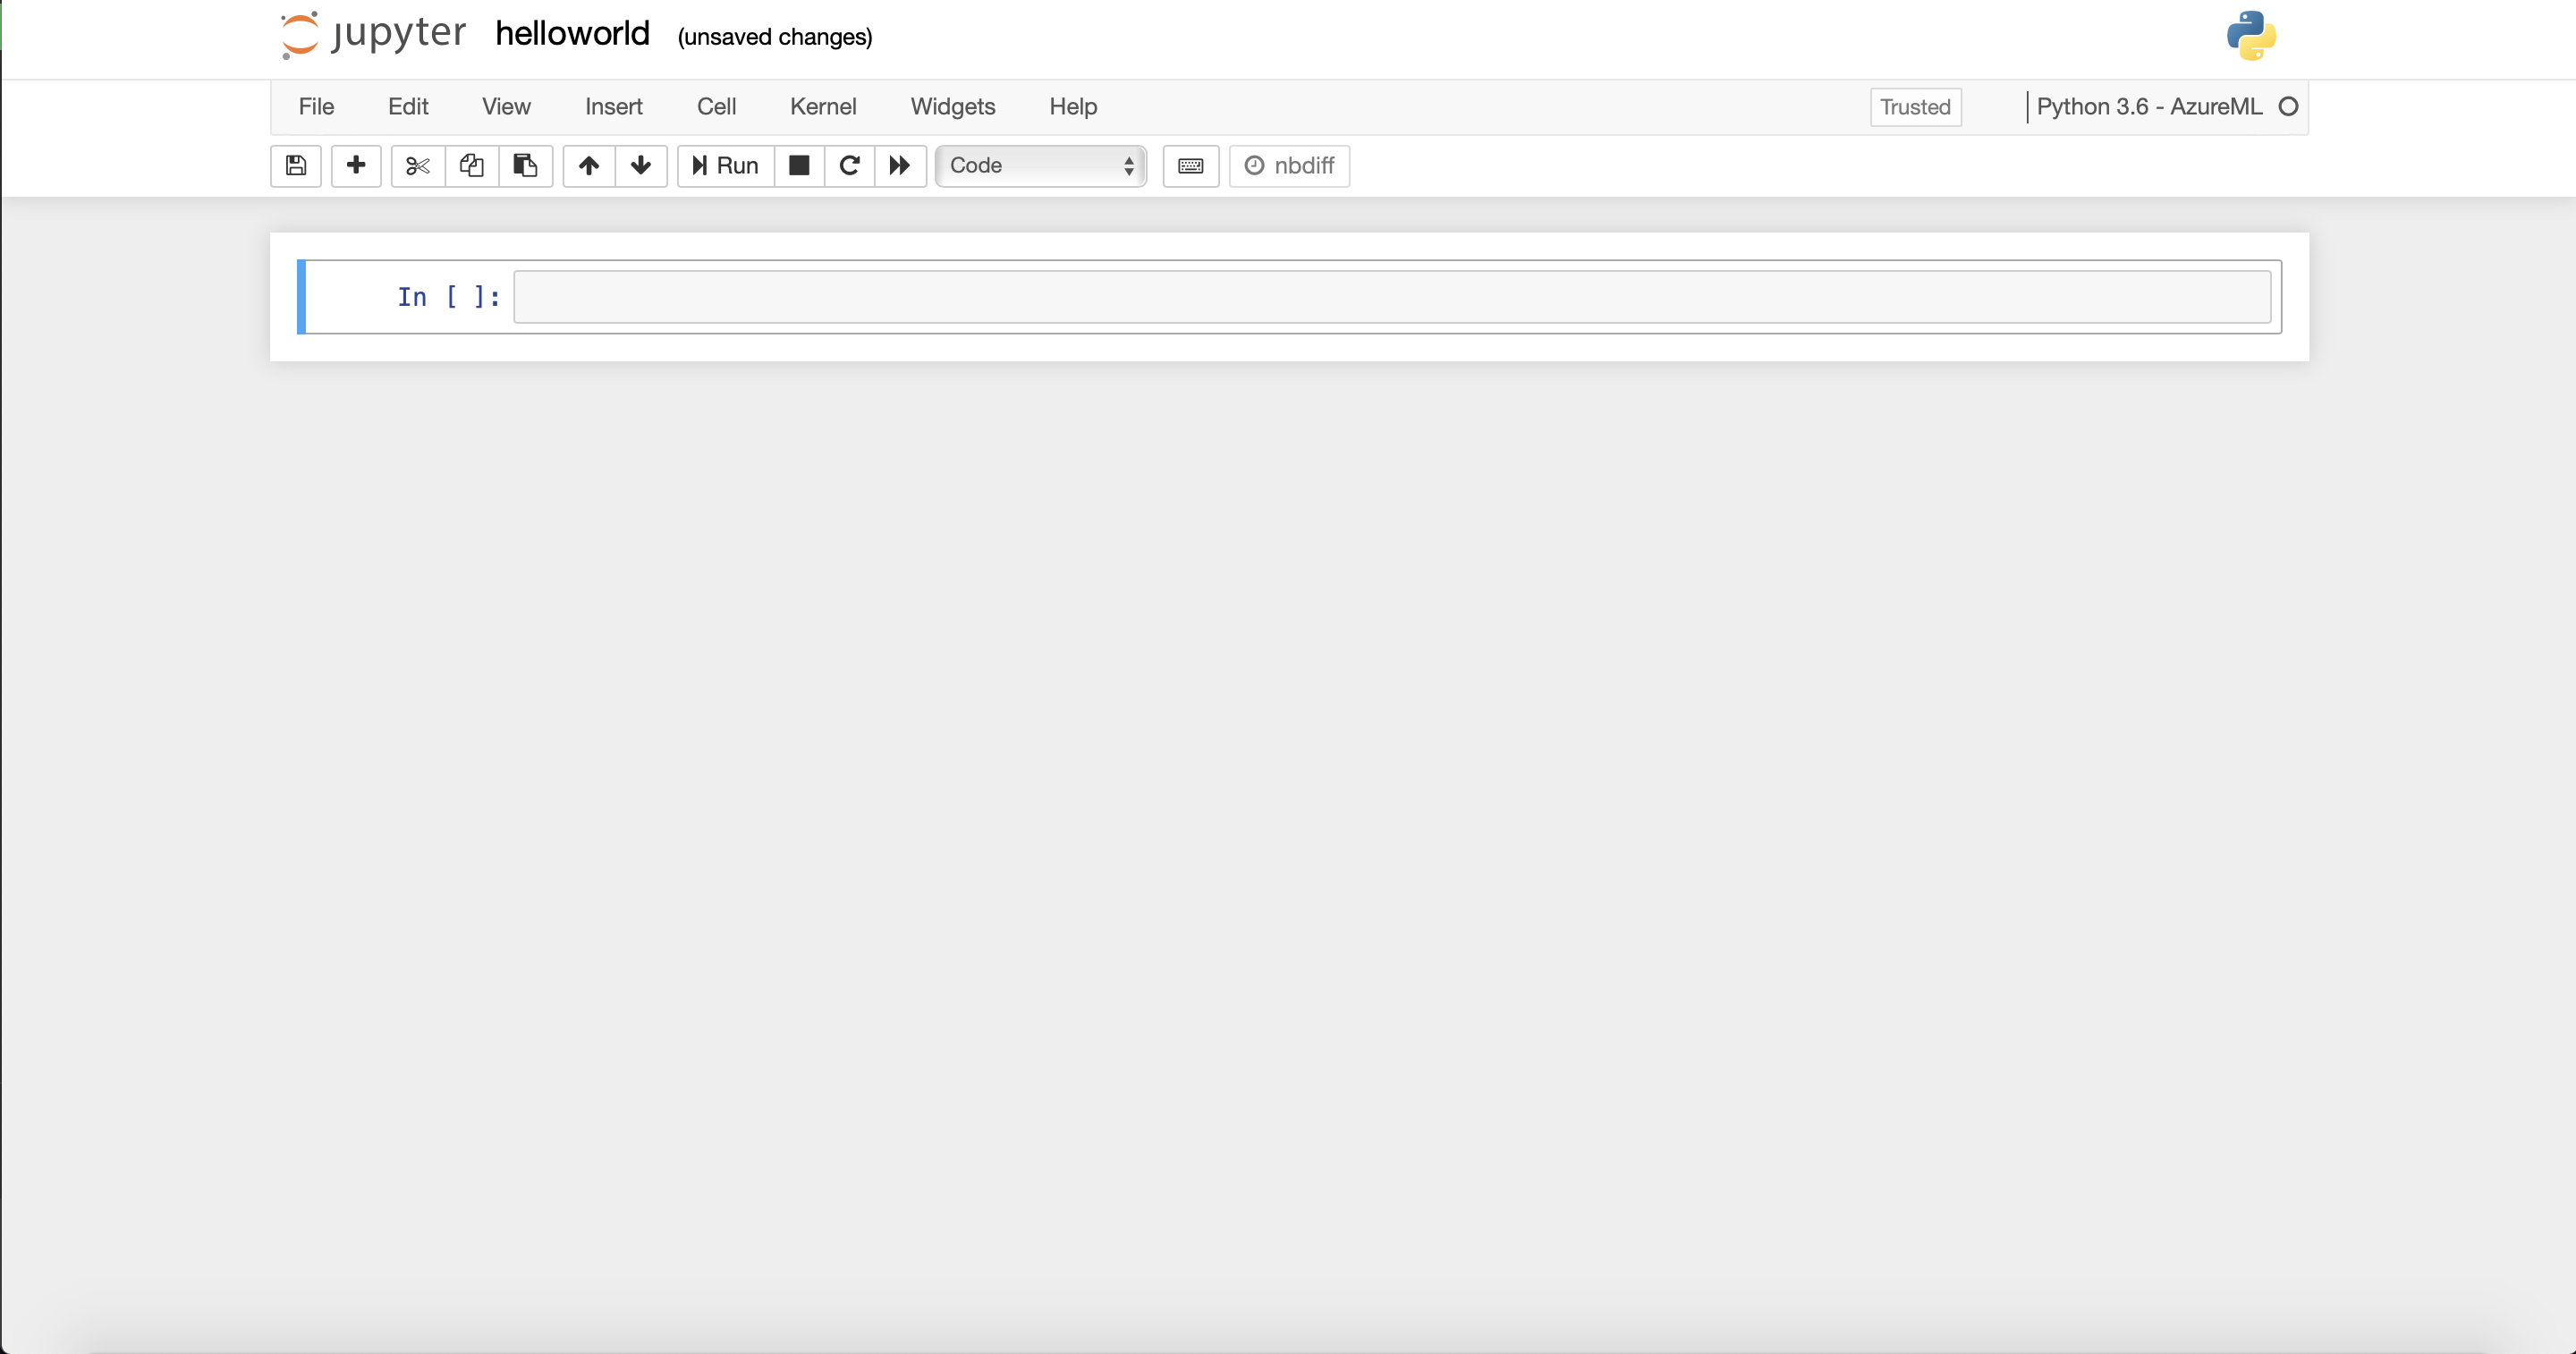 jupyter helloworld (unsaved changes)
File Edit View Insert Cell Kernel Widgets Help Trusted Python 3.6 - AzureML
Run Code nbdiff
In [ ]: